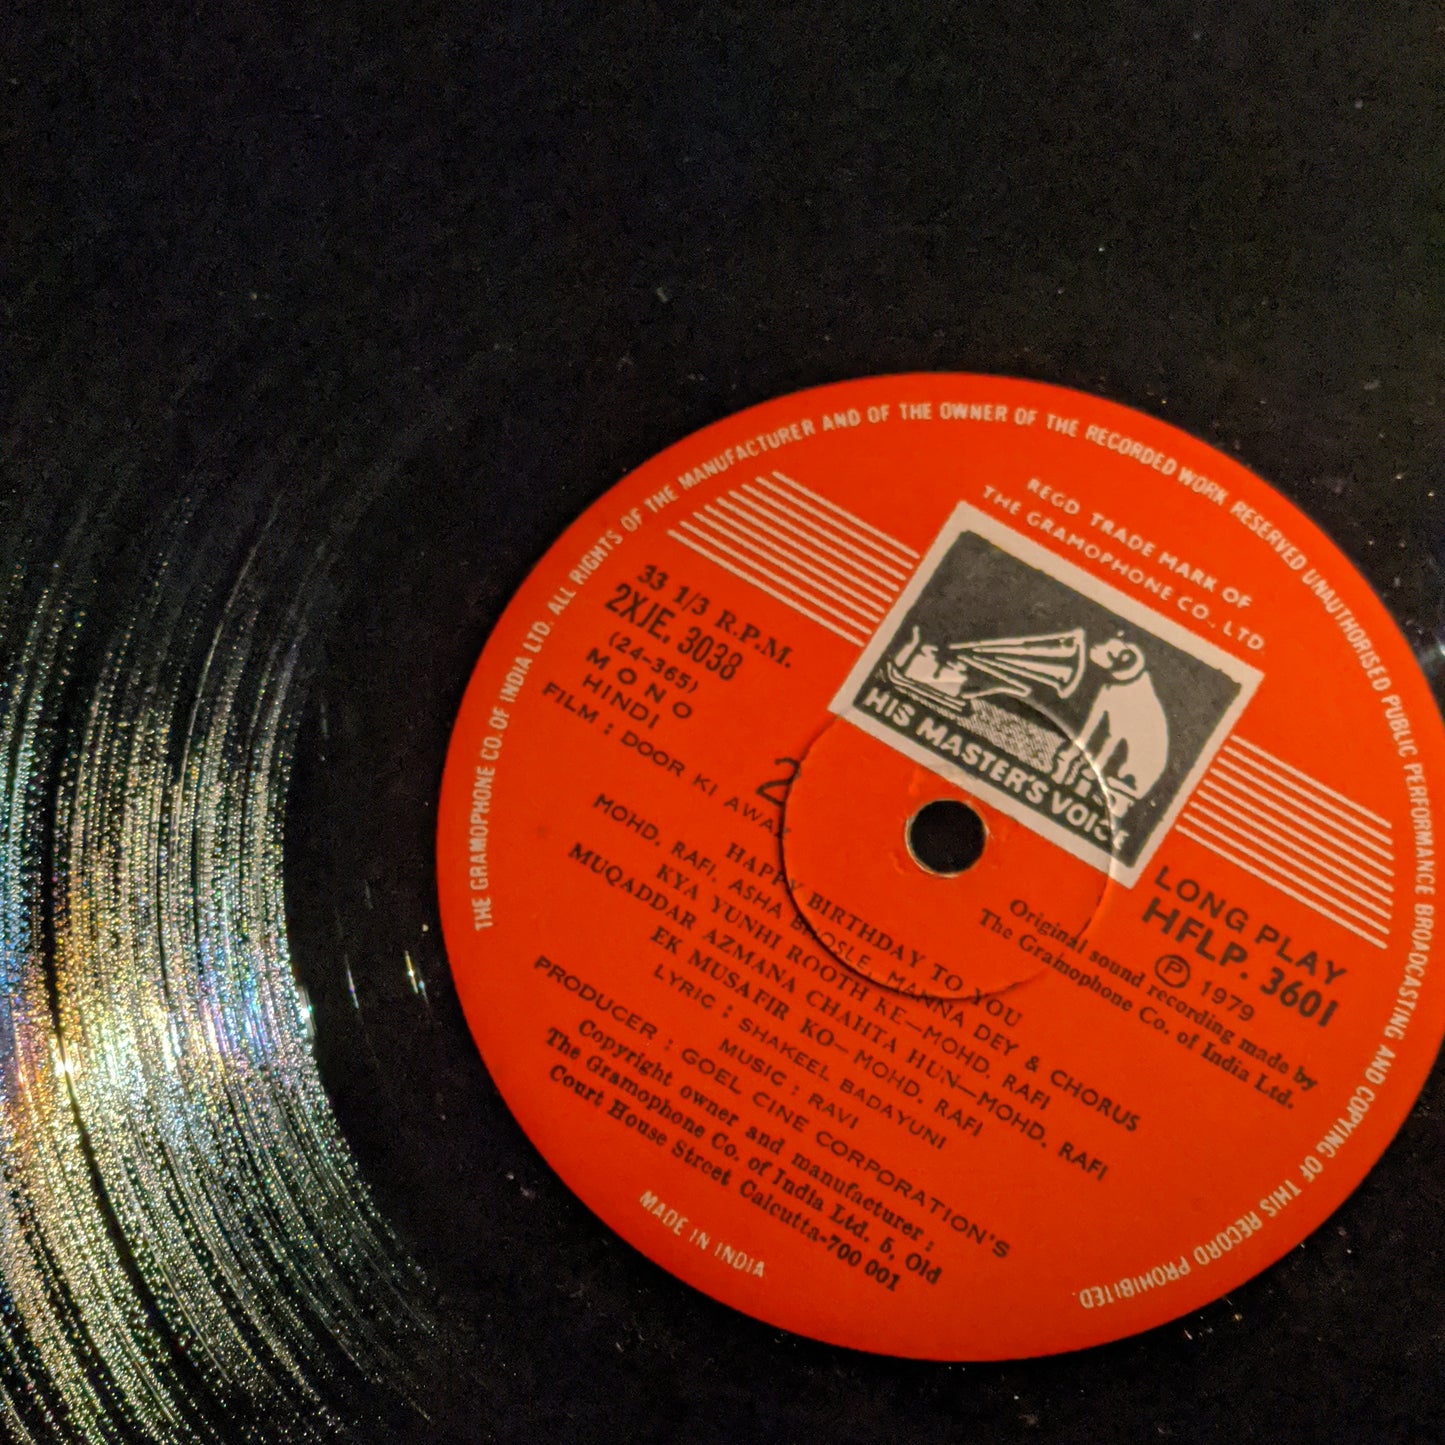 THE GRAMOPHONE CO. OF INDIA LTD. ALL RIGHTS OF THE MANUFACTURER AND OF THE OWNER OF THE RECORDED WORK RESERVED UNAUTHORISED PUBLIC PERFORMANCE BROADCASTING AND COPYING OF THIS RECORD PROHIBITED.
REGD TRADE MARK OF
THE GRAMOPHONE CO., LTD.
HIS MASTER'S VOICE
33 1/3 R.P.M.
2XJE. 3038
(24-365)
MONO
HINDI
FILM : DOOR KI AWAZ
2
LONG PLAY
HFLP. 3601
Ⓟ 1979
Original sound recording made by
The Gramophone Co. of India Ltd.
HAPPY BIRTHDAY TO YOU
MOHD. RAFI, ASHA BHOSLE, MANNA DEY & CHORUS
KYA YUNHI ROOTH KE—MOHD. RAFI
MUQADDAR AZMANA CHAHTA HUN—MOHD. RAFI
EK MUSAFIR KO—MOHD. RAFI
LYRIC : SHAKEEL BADAYUNI
MUSIC : RAVI
PRODUCER : GOEL CINE CORPORATION'S
Copyright owner and manufacturer :
The Gramophone Co. of India Ltd. 5, Old
Court House Street Calcutta-700 001
MADE IN INDIA